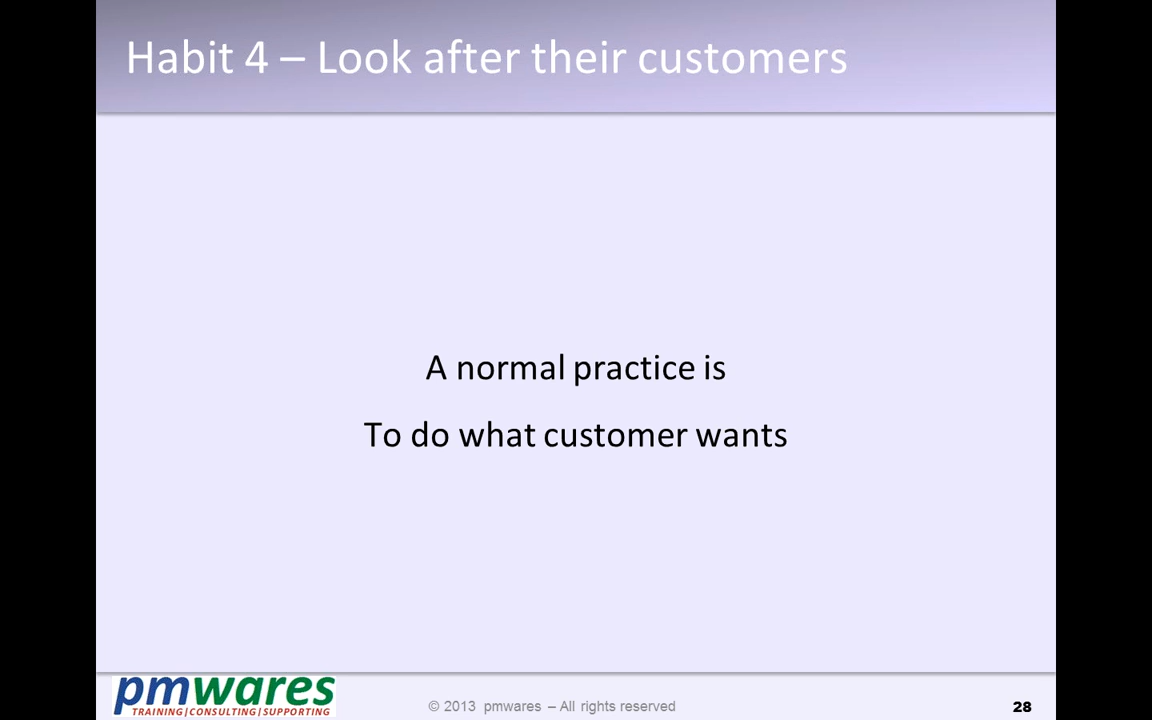 Habit 4 – Look after their customers
A normal practice is
To do what customer wants
pmwares
TRAINING|CONSULTING|SUPPORTING
© 2013 pmwares – All rights reserved
28